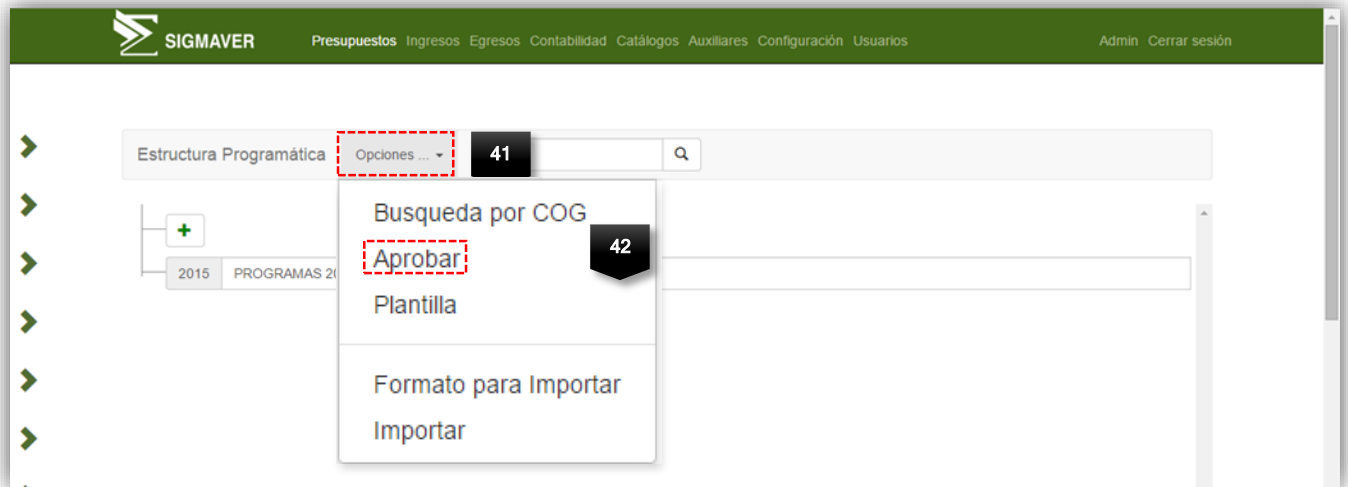 SIGMAVER Presupuestos Ingresos Egresos Contabilidad Catálogos Auxiliares Configuración Usuarios Admin Cerrar sesión
Estructura Programática Opciones ... 41
Busqueda por COG
42
Aprobar
2015 PROGRAMAS 20
Plantilla
Formato para Importar
Importar